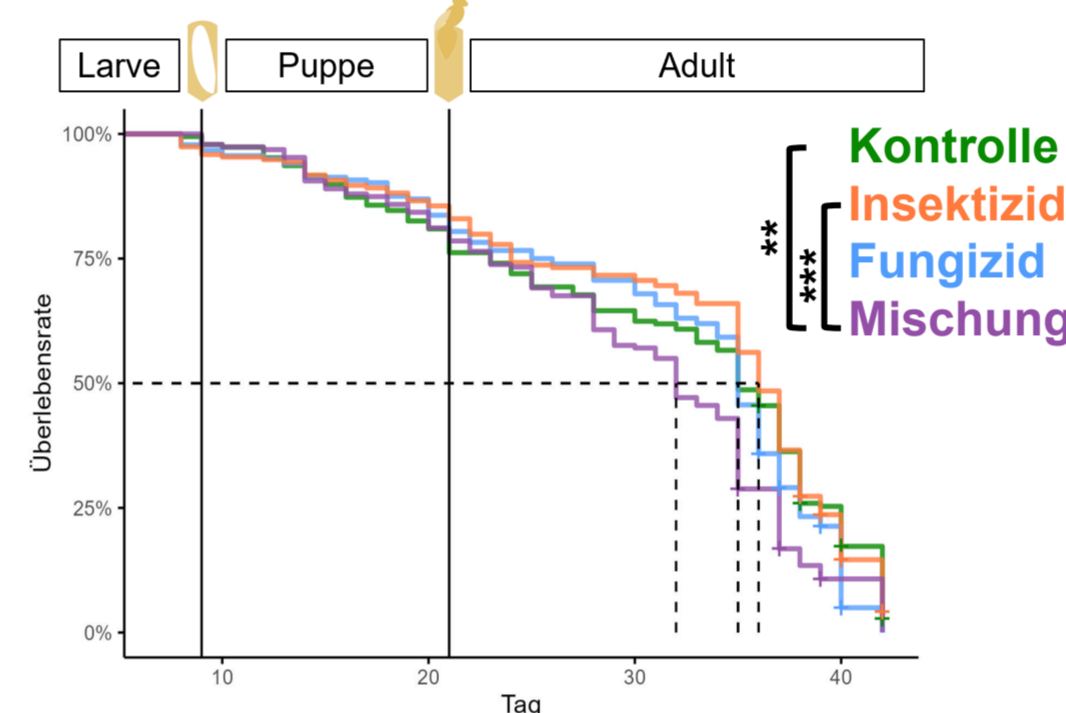 Larve
Puppe
Adult
100%
75%
50%
25%
0%
Überlebensrate
10
20
30
40
Tag
Kontrolle
Insektizid
Fungizid
Mischung
**
***